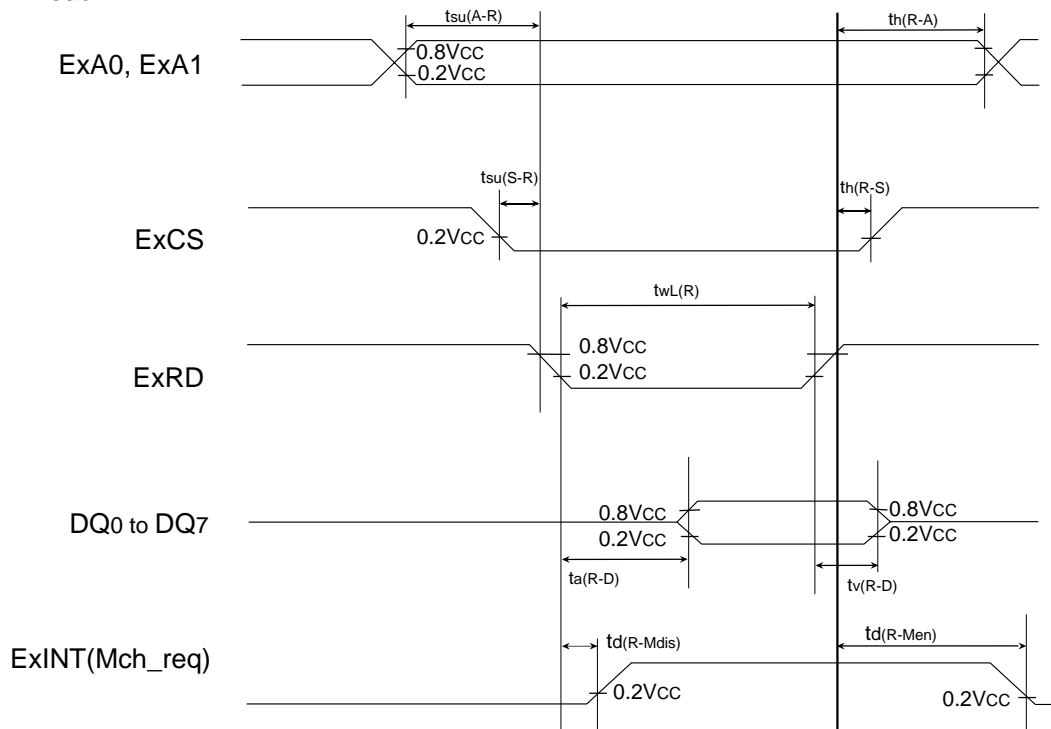 tsu(A-R)
th(R-A)
ExA0, ExA1
0.8VCC
0.2VCC
tsu(S-R)
th(R-S)
ExCS
0.2VCC
twL(R)
ExRD
0.8VCC
0.2VCC
DQ0 to DQ7
0.8VCC
0.2VCC
0.8VCC
0.2VCC
ta(R-D)
tv(R-D)
ExINT(Mch_req)
td(R-Mdis)
td(R-Men)
0.2VCC
0.2VCC